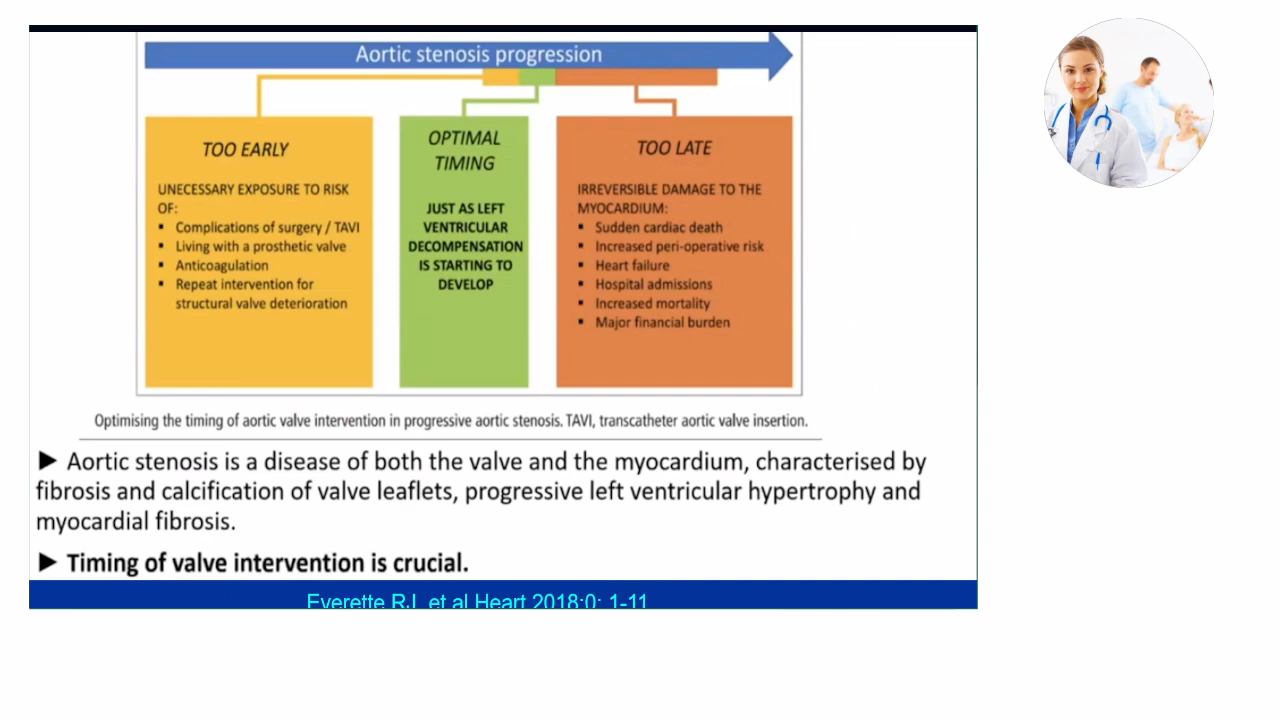 Aortic stenosis progression
TOO EARLY
UNECESSARY EXPOSURE TO RISK
OF:
▪ Complications of surgery / TAVI
▪ Living with a prosthetic valve
▪ Anticoagulation
▪ Repeat intervention for
structural valve deterioration
OPTIMAL
TIMING
JUST AS LEFT
VENTRICULAR
DECOMPENSATION
IS STARTING TO
DEVELOP
TOO LATE
IRREVERSIBLE DAMAGE TO THE
MYOCARDIUM:
▪ Sudden cardiac death
▪ Increased peri-operative risk
▪ Heart failure
▪ Hospital admissions
▪ Increased mortality
▪ Major financial burden
Optimising the timing of aortic valve intervention in progressive aortic stenosis. TAVI, transcatheter aortic valve insertion.
► Aortic stenosis is a disease of both the valve and the myocardium, characterised by
fibrosis and calcification of valve leaflets, progressive left ventricular hypertrophy and
myocardial fibrosis.
► Timing of valve intervention is crucial.
Everette RJ, et al Heart 2018;0: 1-11